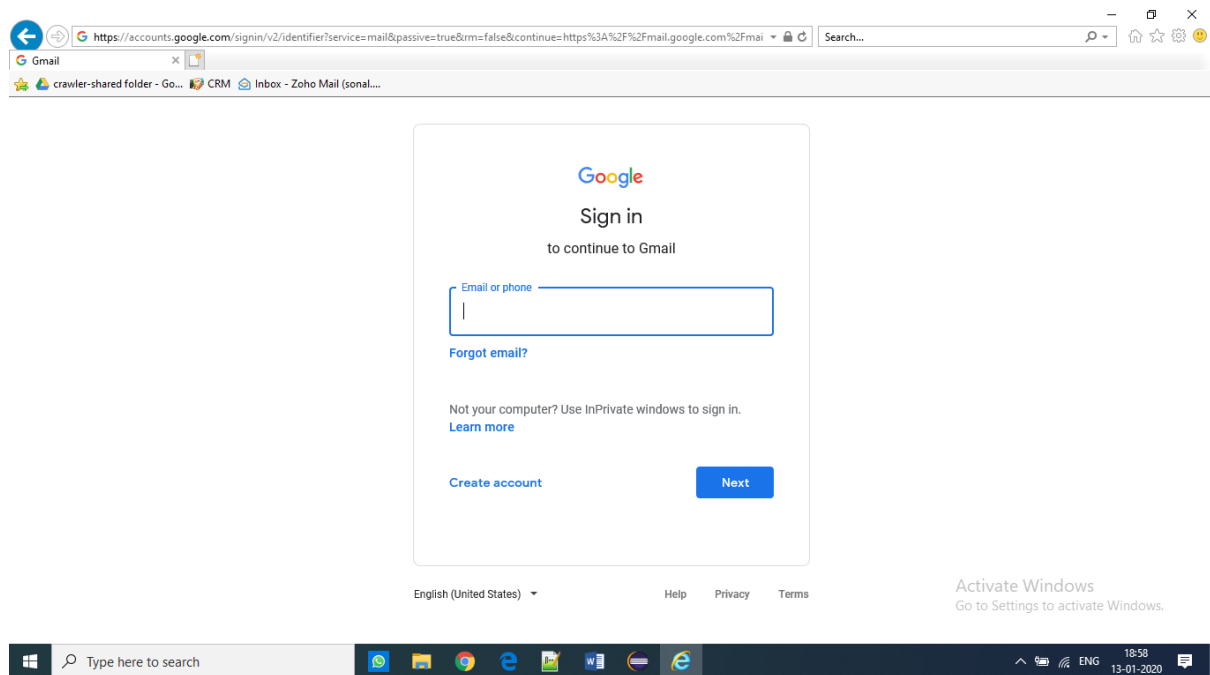 https://accounts.google.com/signin/v2/identifier?service=mail&passive=true&rm=false&continue=https%3A%2F%2Fmail.google.com%2Fmai
Search...
Gmail
crawler-shared folder - Go... CRM Inbox - Zoho Mail (sonal....
Google
Sign in
to continue to Gmail
Email or phone
Forgot email?
Not your computer? Use InPrivate windows to sign in.
Learn more
Create account
Next
English (United States)
Help Privacy Terms
Activate Windows
Go to Settings to activate Windows.
Type here to search
ENG
18:58
13-01-2020